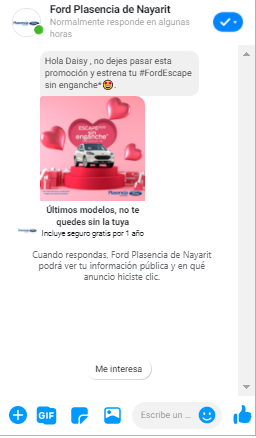 Ford Plasencia de Nayarit
Normalmente responde en algunas
horas
Hola Daisy , no dejes pasar esta
promoción y estrena tu #FordEscape
sin enganche*🤩.
ESCAPE
sin
enganche*
Plasencia
Últimos modelos, no te
quedes sin la tuya
Incluye seguro gratis por 1 año
Cuando respondas, Ford Plasencia de Nayarit
podrá ver tu información pública y en qué
anuncio hiciste clic.
Me interesa
GIF
Escribe un ...